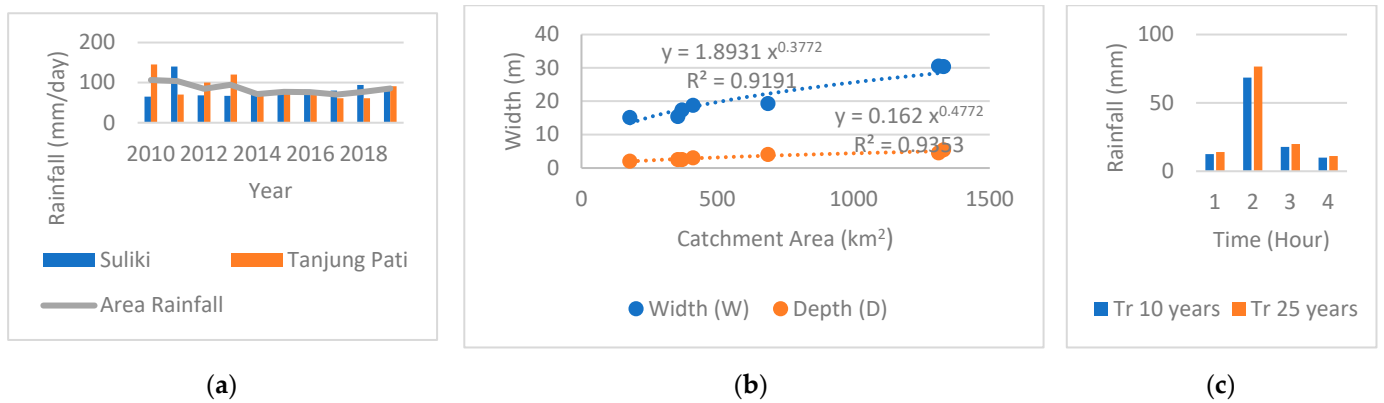 Rainfall (mm/day)
200
100
0
2010 2012 2014 2016 2018
Year
Suliki
Tanjung Pati
Area Rainfall
(a)
Width (m)
40
30
20
10
0
y = 1.8931 x^0.3772
R² = 0.9191
y = 0.162 x^0.4772
R² = 0.9353
0 500 1000 1500
Catchment Area (km²)
Width (W) Depth (D)
(b)
Rainfall (mm)
100
50
0
1 2 3 4
Time (Hour)
Tr 10 years Tr 25 years
(c)